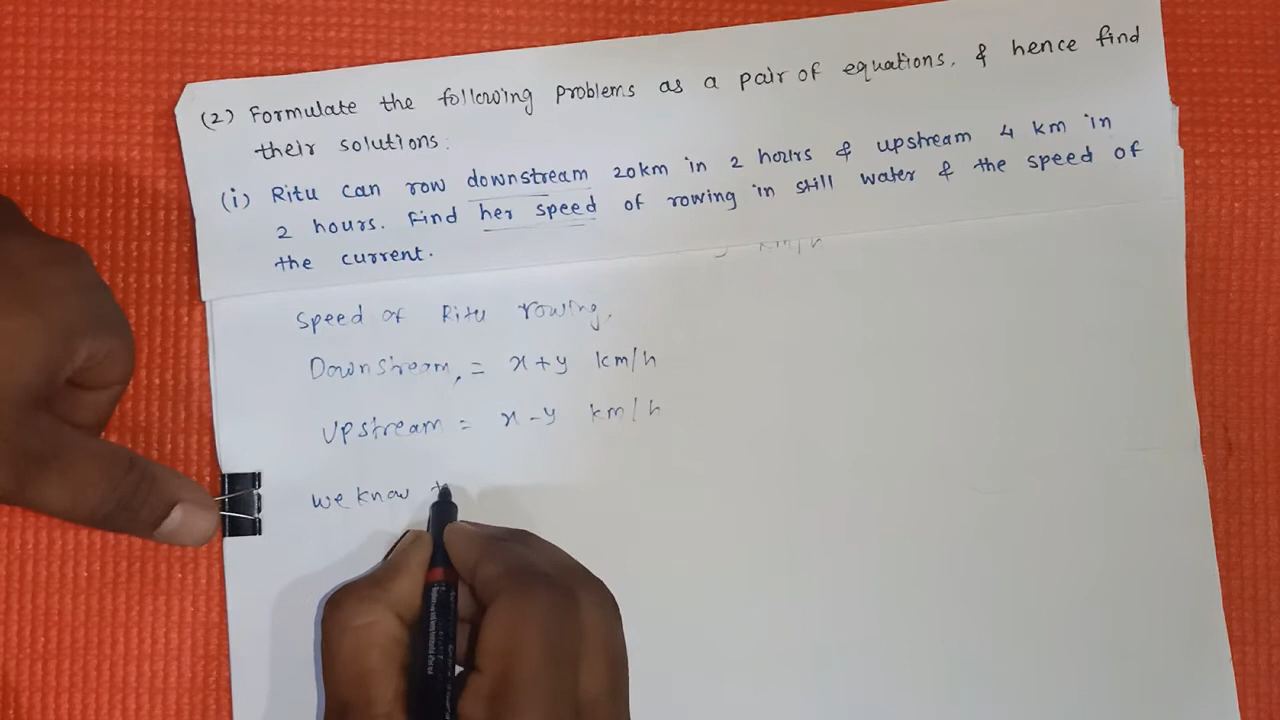 (2) Formulate the following problems as a pair of equations, & hence find
their solutions:
(i) Ritu can row downstream 20km in 2 hours & upstream 4 km in
2 hours. Find her speed of rowing in still water & the speed of
the current.
km/h
Speed of Ritu rowing,
Downstream, = x+y km/h
Upstream = x-y km/h
we know